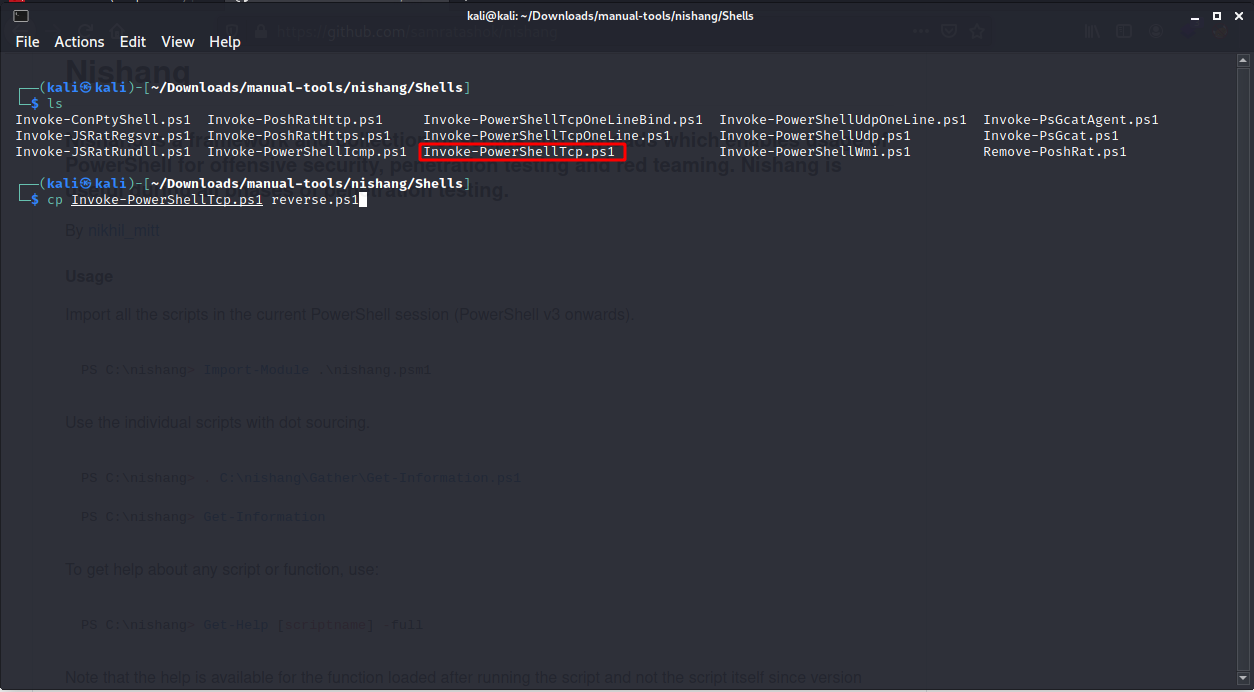 kali@kali: ~/Downloads/manual-tools/nishang/Shells
File Actions Edit View Help
https://github.com
Nishang
┌──(kali㉿kali)-[~/Downloads/manual-tools/nishang/Shells]
└─$ ls
Invoke-ConPtyShell.ps1 Invoke-PoshRatHttp.ps1 Invoke-PowerShellTcpOneLineBind.ps1 Invoke-PowerShellUdpOneLine.ps1 Invoke-PsGcatAgent.ps1
Invoke-JSRatRegsvr.ps1 Invoke-PoshRatHttps.ps1 Invoke-PowerShellTcpOneLine.ps1 Invoke-PowerShellUdp.ps1 Invoke-PsGcat.ps1
Invoke-JSRatRundll.ps1 Invoke-PowerShellIcmp.ps1 Invoke-PowerShellTcp.ps1 Invoke-PowerShellWmi.ps1 Remove-PoshRat.ps1
PowerShell for offensive security, penetration testing and red teaming. Nishang is
┌──(kali㉿kali)-[~/Downloads/manual-tools/nishang/Shells]
└─$ cp Invoke-PowerShellTcp.ps1 reverse.ps1
penetration testing.
By nikhil_mitt
Usage
Import all the scripts in the current PowerShell session (PowerShell v3 onwards).
PS C:\nishang> Import-Module .\nishang.psm1
Use the individual scripts with dot sourcing.
PS C:\nishang> . C:\nishang\Gather\Get-Information.ps1
PS C:\nishang> Get-Information
To get help about any script or function, use:
PS C:\nishang> Get-Help [scriptname] -full
Note that the help is available for the function loaded after running the script and not the script itself since version